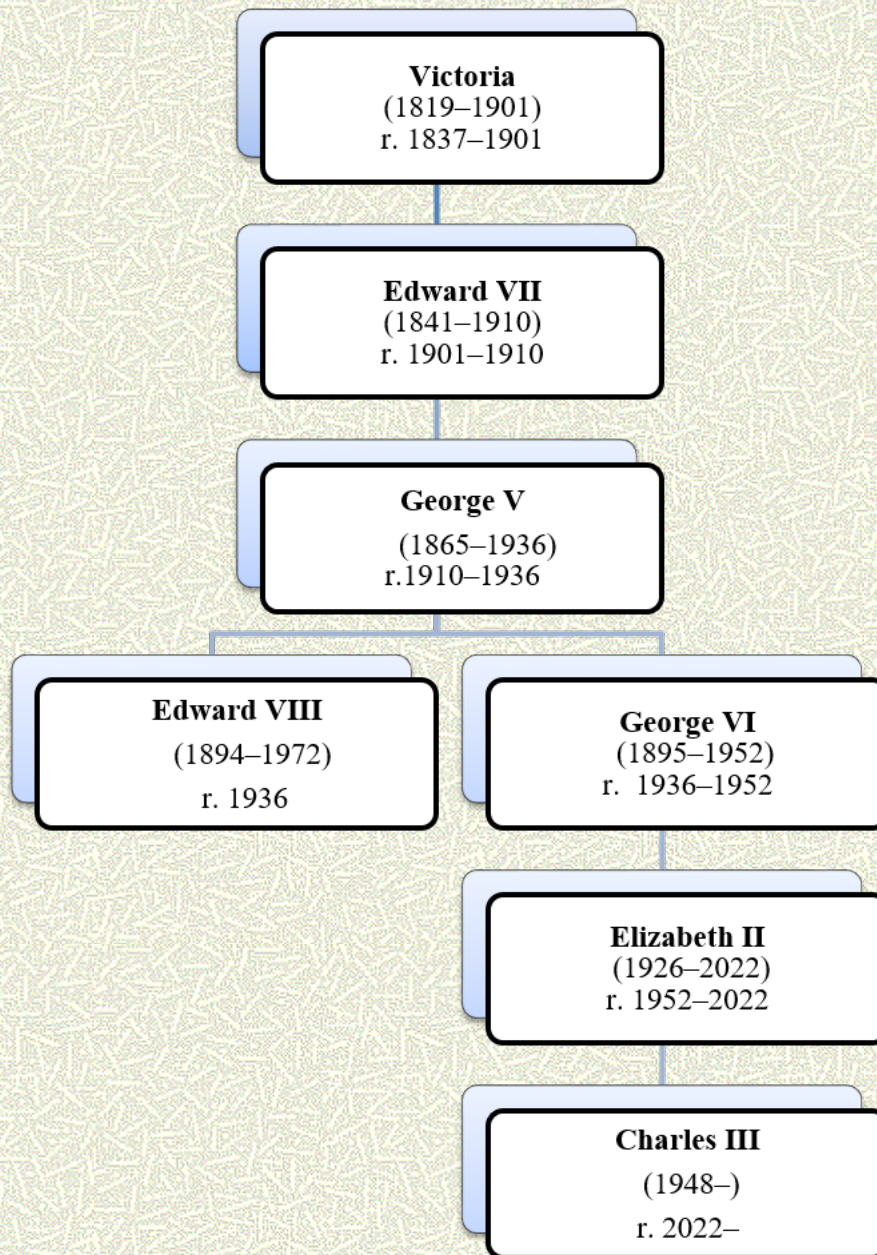 Victoria
(1819–1901)
r. 1837–1901
Edward VII
(1841–1910)
r. 1901–1910
George V
(1865–1936)
r.1910–1936
Edward VIII
(1894–1972)
r. 1936
George VI
(1895–1952)
r.  1936–1952
Elizabeth II
(1926–2022)
r. 1952–2022
Charles III
(1948–)
r. 2022–